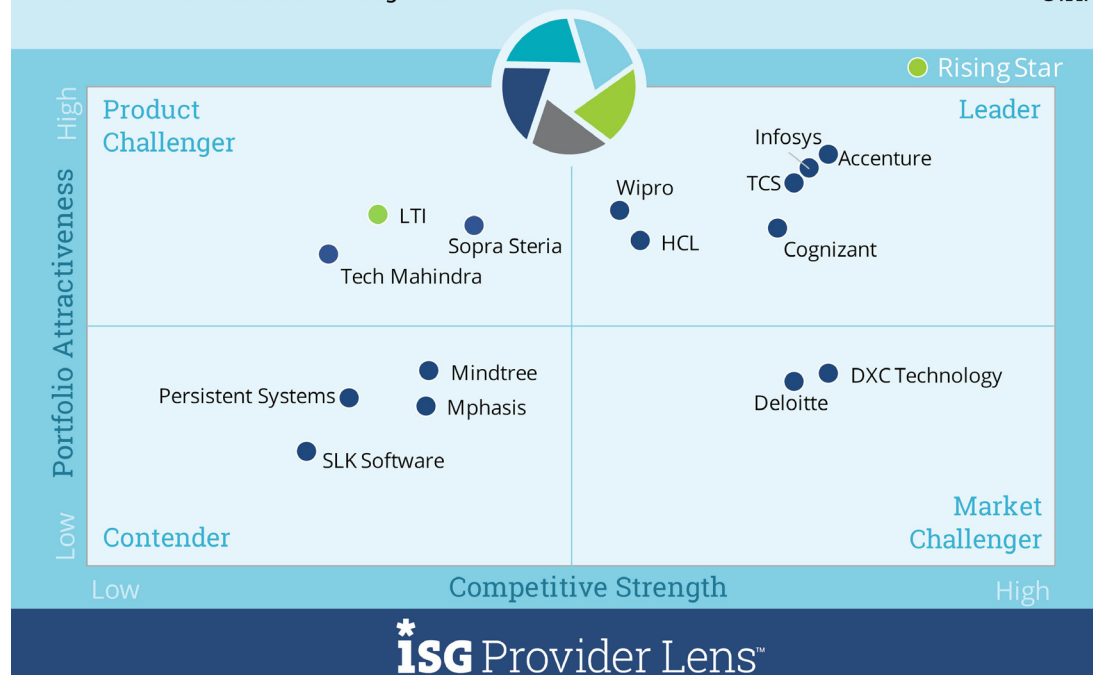 Rising Star
High
Product
Challenger
Leader
Infosys
Accenture
TCS
Wipro
LTI
HCL
Sopra Steria
Cognizant
Tech Mahindra
Portfolio Attractiveness
Mindtree
DXC Technology
Persistent Systems
Mphasis
Deloitte
SLK Software
Low
Contender
Market
Challenger
Low
Competitive Strength
High
iSG Provider Lens™